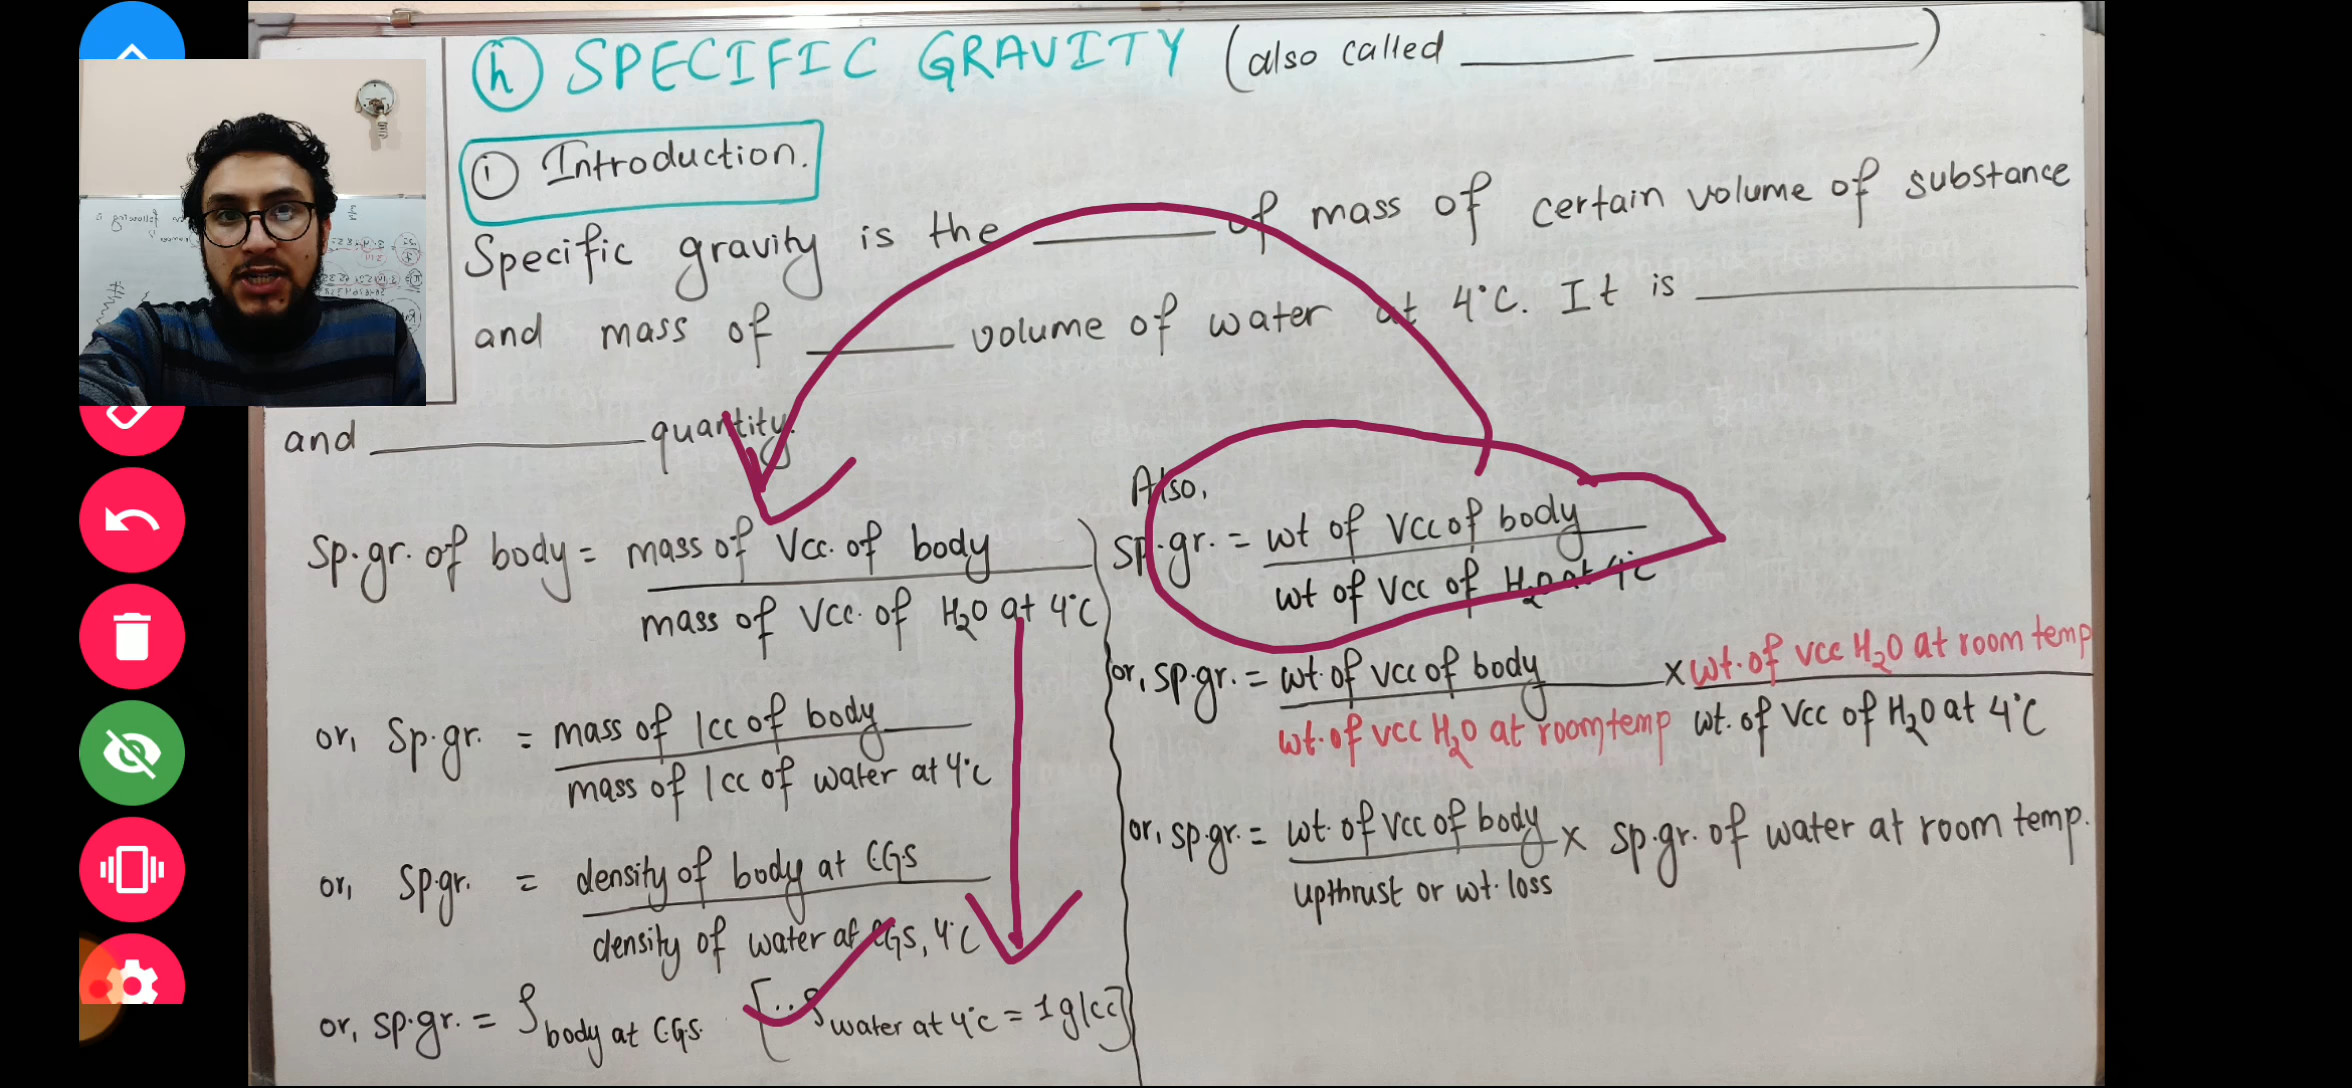 (h) SPECIFIC GRAVITY (also called ______ ______)
(i) Introduction.
Specific gravity is the ______ of mass of certain volume of substance
and mass of ______ volume of water at 4°C. It is ______
and ______ quantity.
Sp.gr. of body = mass of Vcc. of body
mass of Vcc. of H₂O at 4°C
or, Sp.gr. = mass of 1cc of body
mass of 1cc of water at 4°C
or, Sp.gr. = density of body at C.G.S
density of water at CGS, 4°C
or, sp.gr. = ρ body at C.G.S. [∵ ρ water at 4°C = 1g/cc]
Also,
sp.gr. = wt of Vcc of body
wt of Vcc of H₂O at 4°C
or, sp.gr. = wt. of vcc of body × wt. of vcc H₂O at room temp
wt. of vcc H₂O at room temp wt. of Vcc of H₂O at 4°C
or, sp.gr. = wt. of Vcc of body × sp.gr. of water at room temp.
upthrust or wt. loss